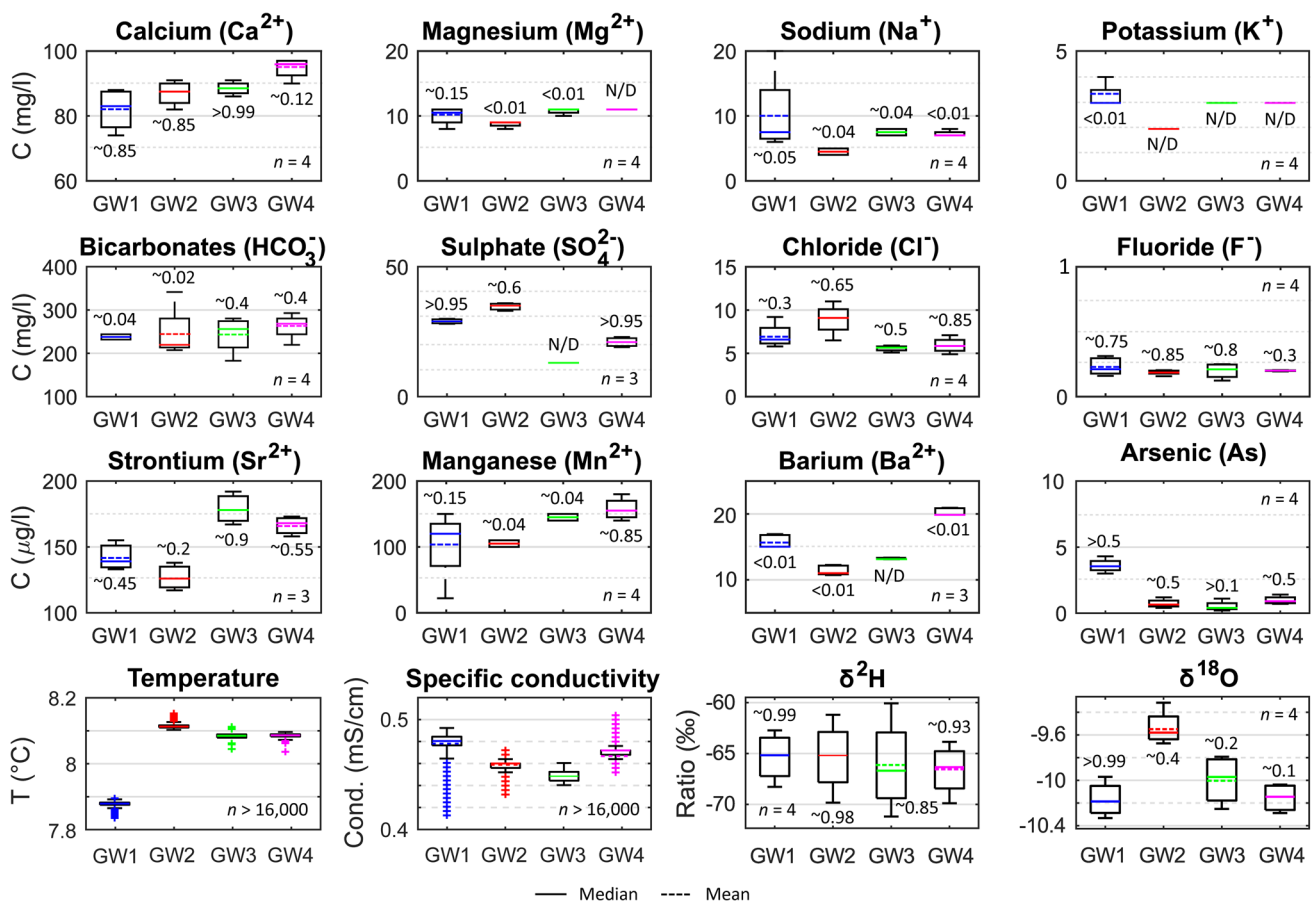 Calcium (Ca2+)
Magnesium (Mg2+)
Sodium (Na+)
Potassium (K+)
C (mg/l)
100
80
60
~0.85
~0.85
>0.99
~0.12
n = 4
GW1 GW2 GW3 GW4
20
10
0
~0.15
<0.01
<0.01
N/D
n = 4
GW1 GW2 GW3 GW4
20
10
0
~0.05
~0.04
~0.04
<0.01
n = 4
GW1 GW2 GW3 GW4
5
0
<0.01
N/D
N/D
N/D
n = 4
GW1 GW2 GW3 GW4
Bicarbonates (HCO3-)
Sulphate (SO42-)
Chloride (Cl-)
Fluoride (F-)
C (mg/l)
400
300
200
100
~0.04
~0.02
~0.4
~0.4
n = 4
GW1 GW2 GW3 GW4
50
0
>0.95
~0.6
N/D
>0.95
n = 3
GW1 GW2 GW3 GW4
15
10
5
0
~0.3
~0.65
~0.5
~0.85
n = 4
GW1 GW2 GW3 GW4
1
0
n = 4
~0.75
~0.85
~0.8
~0.3
GW1 GW2 GW3 GW4
Strontium (Sr2+)
Manganese (Mn2+)
Barium (Ba2+)
Arsenic (As)
C (μg/l)
200
150
100
~0.45
~0.2
~0.9
~0.55
n = 3
GW1 GW2 GW3 GW4
200
100
0
~0.15
~0.04
~0.04
~0.85
n = 4
GW1 GW2 GW3 GW4
20
10
<0.01
<0.01
N/D
<0.01
n = 3
GW1 GW2 GW3 GW4
10
5
0
n = 4
>0.5
~0.5
>0.1
~0.5
GW1 GW2 GW3 GW4
Temperature
Specific conductivity
δ2H
δ18O
T (°C)
8.2
8
7.8
n > 16,000
GW1 GW2 GW3 GW4
Cond. (mS/cm)
0.5
0.4
n > 16,000
GW1 GW2 GW3 GW4
Ratio (‰)
-60
-65
-70
~0.99
~0.98
~0.85
~0.93
n = 4
GW1 GW2 GW3 GW4
-9.6
-10
-10.4
n = 4
>0.99
~0.4
~0.2
~0.1
GW1 GW2 GW3 GW4
Median Mean